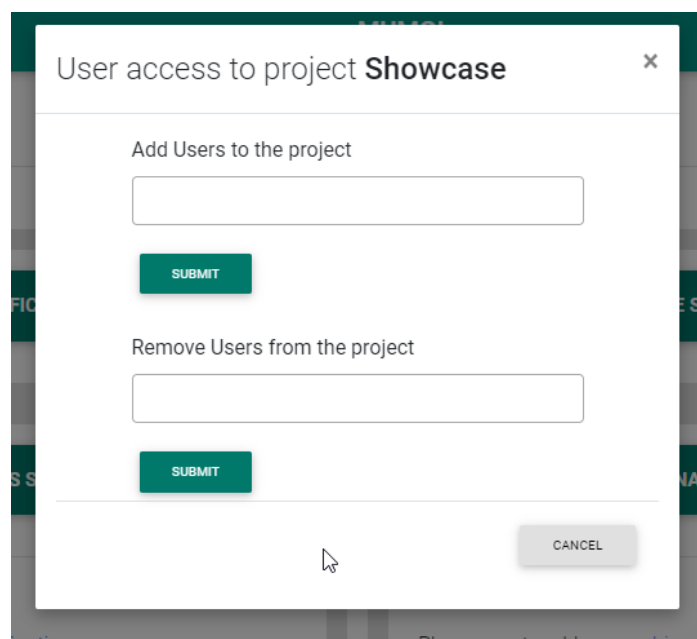 User access to project Showcase
×
Add Users to the project
SUBMIT
Remove Users from the project
SUBMIT
CANCEL